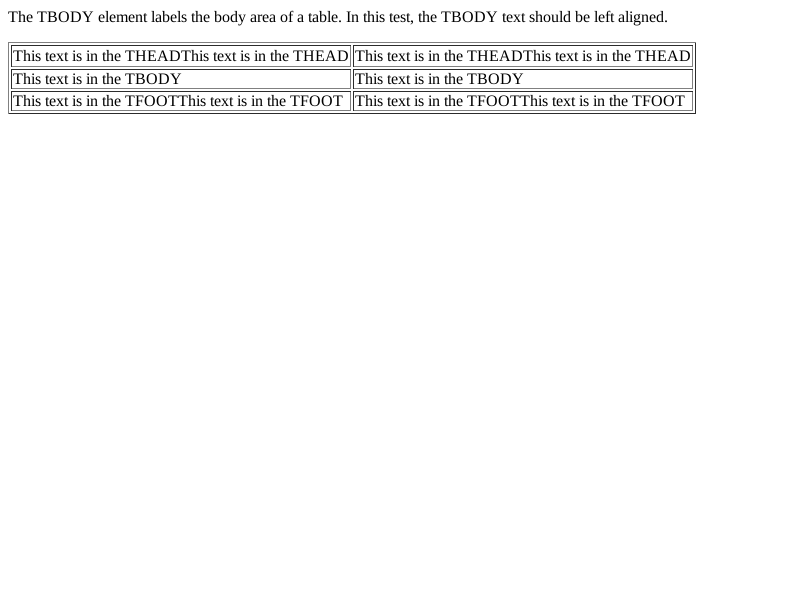 The TBODY element labels the body area of a table. In this test, the TBODY text should be left aligned.
This text is in the THEADThis text is in the THEAD This text is in the THEADThis text is in the THEAD
This text is in the TBODY This text is in the TBODY
This text is in the TFOOTThis text is in the TFOOT This text is in the TFOOTThis text is in the TFOOT